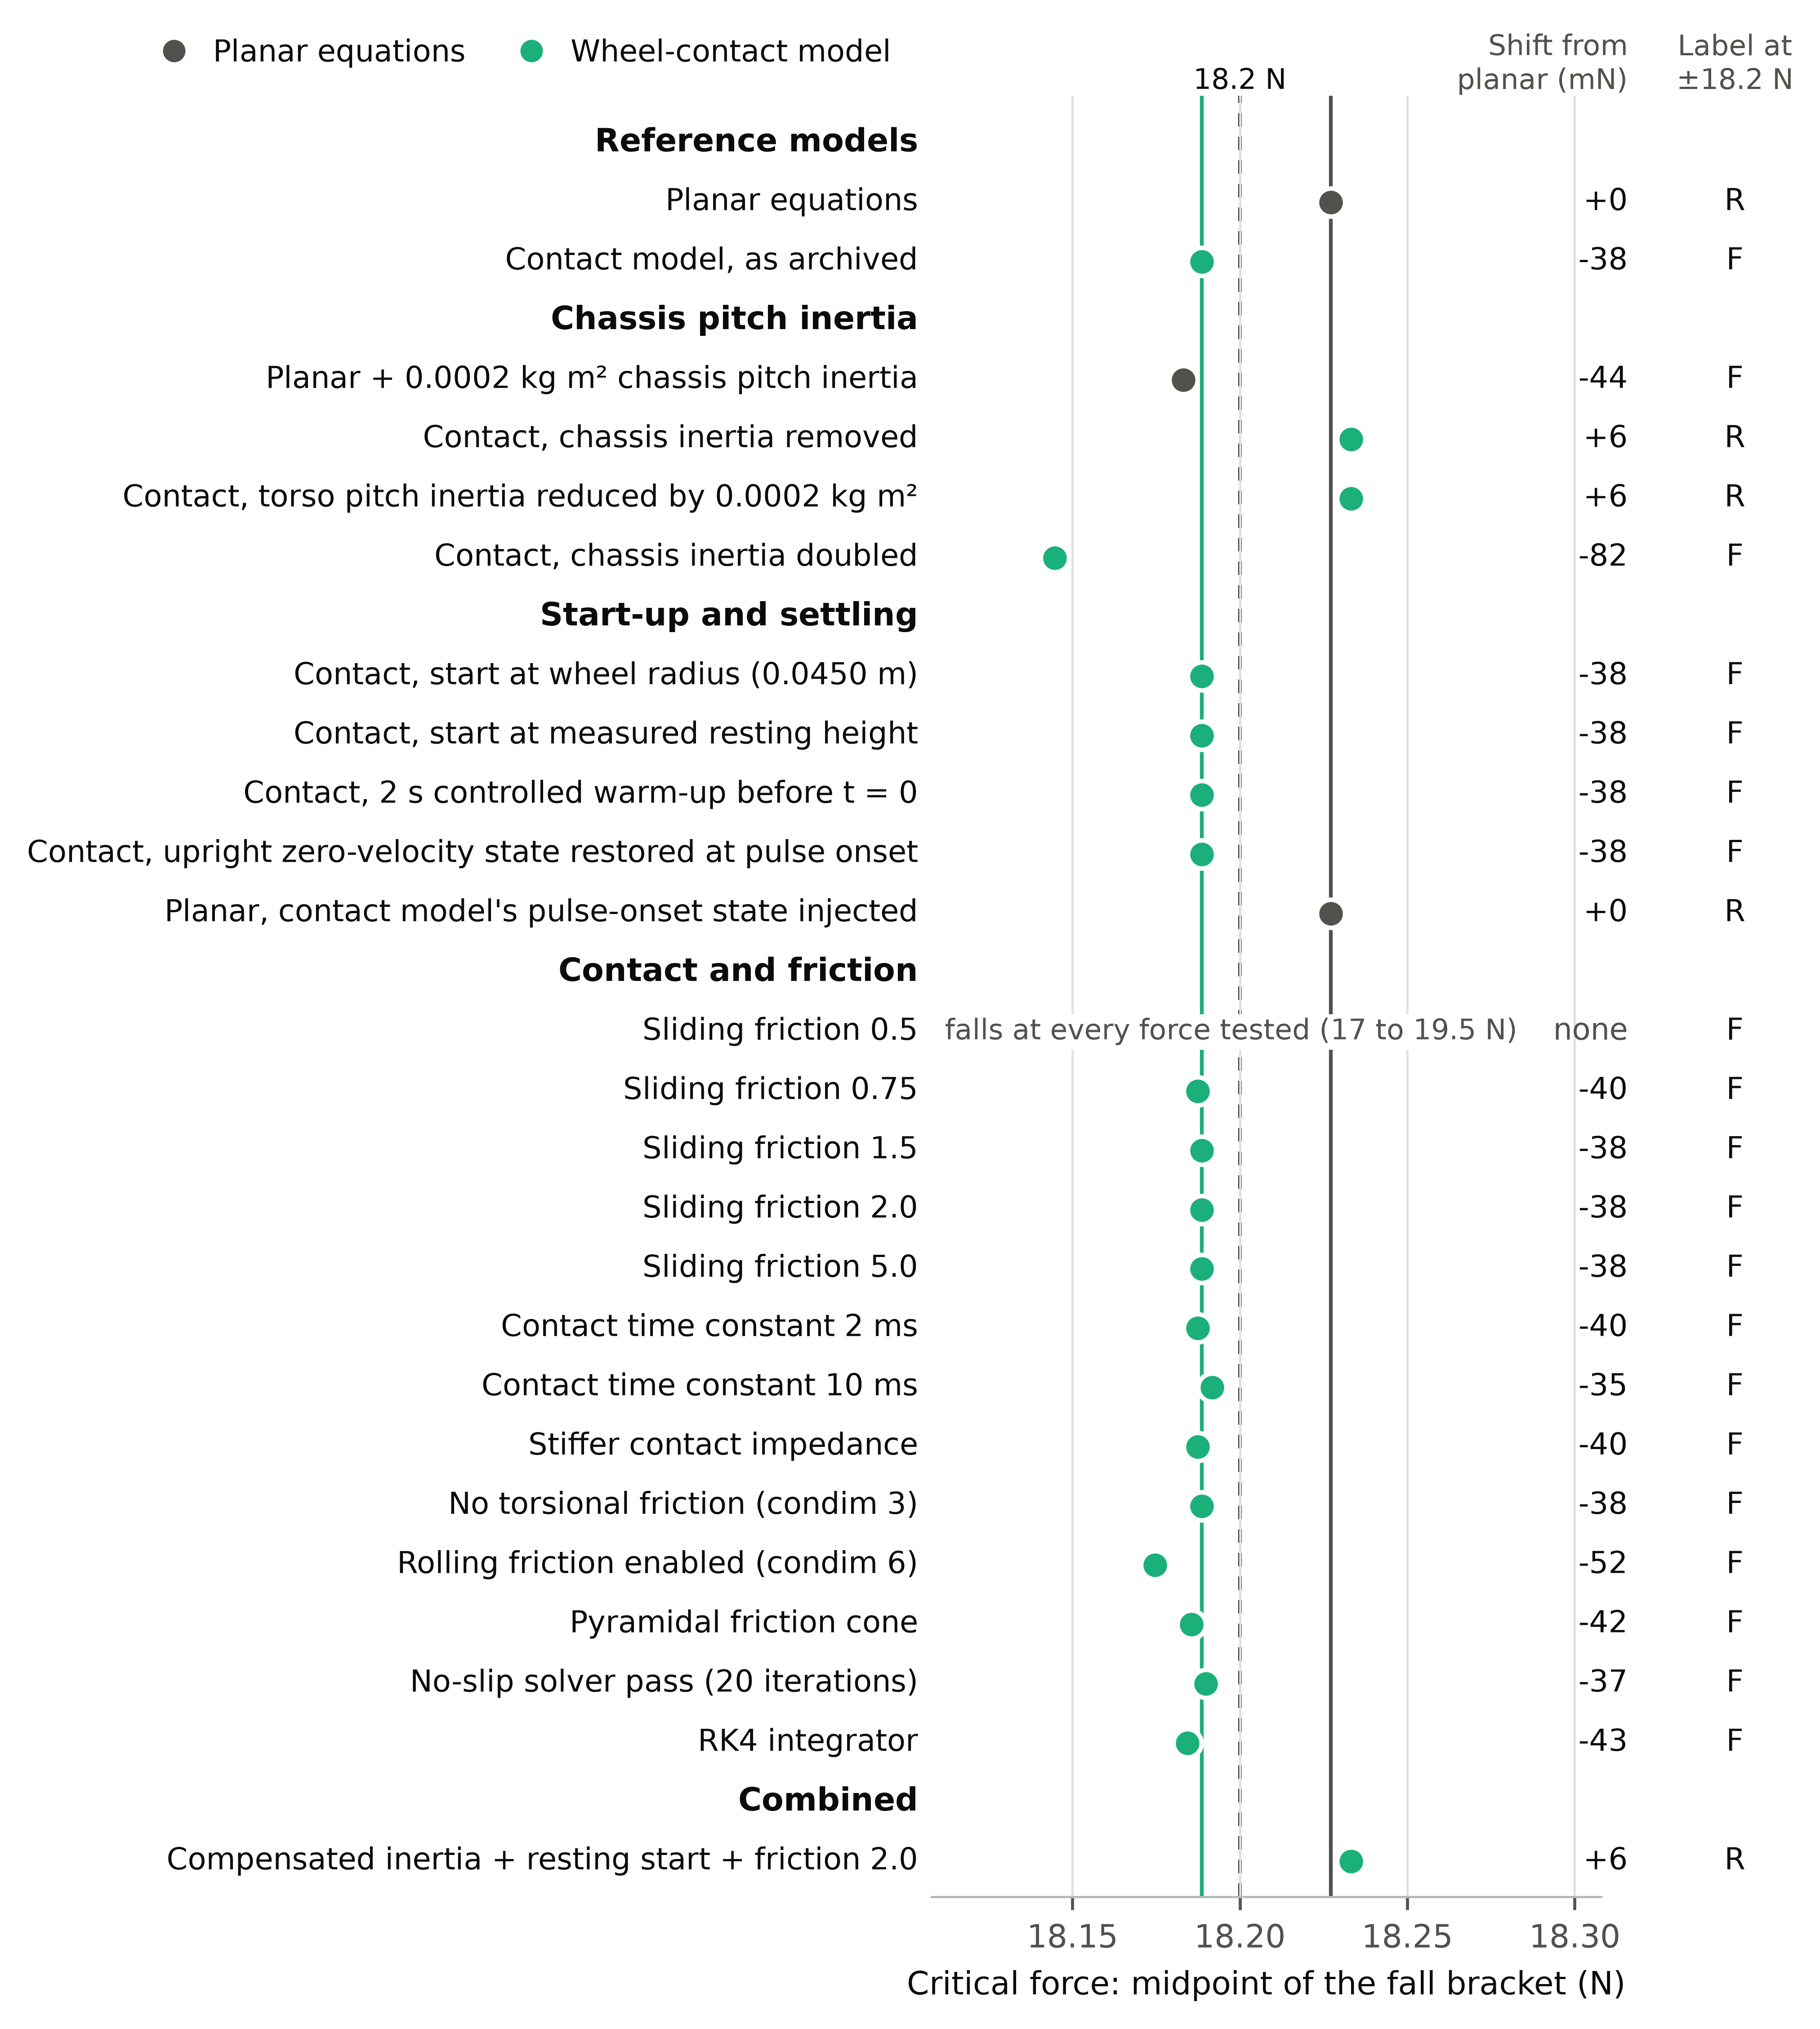 Planar equations
Wheel-contact model
18.2 N
Shift from
planar (mN)
Label at
±18.2 N
Reference models
Planar equations +0 R
Contact model, as archived -38 F
Chassis pitch inertia
Planar + 0.0002 kg m² chassis pitch inertia -44 F
Contact, chassis inertia removed +6 R
Contact, torso pitch inertia reduced by 0.0002 kg m² +6 R
Contact, chassis inertia doubled -82 F
Start-up and settling
Contact, start at wheel radius (0.0450 m) -38 F
Contact, start at measured resting height -38 F
Contact, 2 s controlled warm-up before t = 0 -38 F
Contact, upright zero-velocity state restored at pulse onset -38 F
Planar, contact model's pulse-onset state injected +0 R
Contact and friction
Sliding friction 0.5 falls at every force tested (17 to 19.5 N) none F
Sliding friction 0.75 -40 F
Sliding friction 1.5 -38 F
Sliding friction 2.0 -38 F
Sliding friction 5.0 -38 F
Contact time constant 2 ms -40 F
Contact time constant 10 ms -35 F
Stiffer contact impedance -40 F
No torsional friction (condim 3) -38 F
Rolling friction enabled (condim 6) -52 F
Pyramidal friction cone -42 F
No-slip solver pass (20 iterations) -37 F
RK4 integrator -43 F
Combined
Compensated inertia + resting start + friction 2.0 +6 R
18.15 18.20 18.25 18.30
Critical force: midpoint of the fall bracket (N)